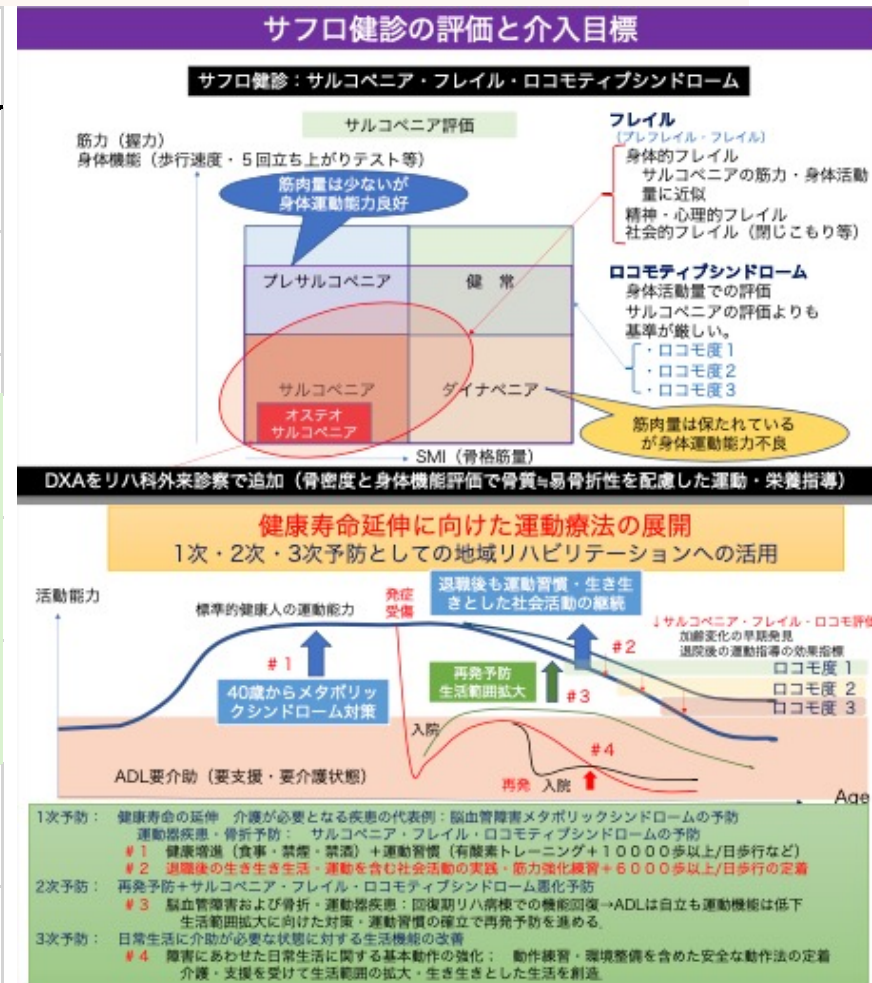 サフロ健診の評価と介入目標
サフロ健診：サルコペニア・フレイル・ロコモティブシンドローム
サルコペニア評価
筋力（握力）
身体機能（歩行速度・５回立ち上がりテスト等）
筋肉量は少ないが
身体運動能力良好
プレサルコペニア
健　常
サルコペニア
ダイナペニア
オステオ
サルコペニア
SMI（骨格筋量）
フレイル
（プレフレイル・フレイル）
身体的フレイル
サルコペニアの筋力・身体活動
量に近似
精神・心理的フレイル
社会的フレイル（閉じこもり等）
ロコモティブシンドローム
身体活動量での評価
サルコペニアの評価よりも
基準が厳しい。
・ロコモ度１
・ロコモ度２
・ロコモ度３
筋肉量は保たれている
が身体運動能力不良
DXAをリハ科外来診察で追加（骨密度と身体機能評価で骨質≒易骨折性を配慮した運動・栄養指導）
健康寿命延伸に向けた運動療法の展開
1次・2次・3次予防としての地域リハビリテーションへの活用
活動能力
標準的健康人の運動能力
発症
受傷
退職後も運動習慣・生き生
きとした社会活動の継続
↓サルコペニア・フレイル・ロコモ評価
加齢変化の早期発見
退院後の運動指導の効果指標
＃1
＃2
ロコモ度 1
ロコモ度 2
ロコモ度 3
40歳からメタボリッ
クシンドローム対策
再発予防
生活範囲拡大
＃3
入院
＃4
ADL要介助（要支援・要介護状態）
再発
入院
Age
1次予防：　健康寿命の延伸　介護が必要となる疾患の代表例：脳血管障害メタボリックシンドロームの予防
運動器疾患・骨折予防：　サルコペニア・フレイル・ロコモティブシンドロームの予防
＃1　健康増進（食事・禁煙・禁酒）＋運動習慣（有酸素トレーニング＋１００００歩以上/日歩行など）
＃2　退職後の生き生き生活・運動を含む社会活動の実践・筋力強化練習＋６０００歩以上/日歩行の定着
2次予防：　再発予防＋サルコペニア・フレイル・ロコモティブシンドローム悪化予防
＃3　脳血管障害および骨折・運動器疾患：回復期リハ病棟での機能回復→ADLは自立も運動機能は低下
生活範囲拡大に向けた対策・運動習慣の確立で再発予防を進める。
3次予防：　日常生活に介助が必要な状態に対する生活機能の改善
＃4　障害にあわせた日常生活に関する基本動作の強化；　動作練習・環境整備を含めた安全な動作法の定着
介護・支援を受けて生活範囲の拡大・生き生きとした生活を創造。